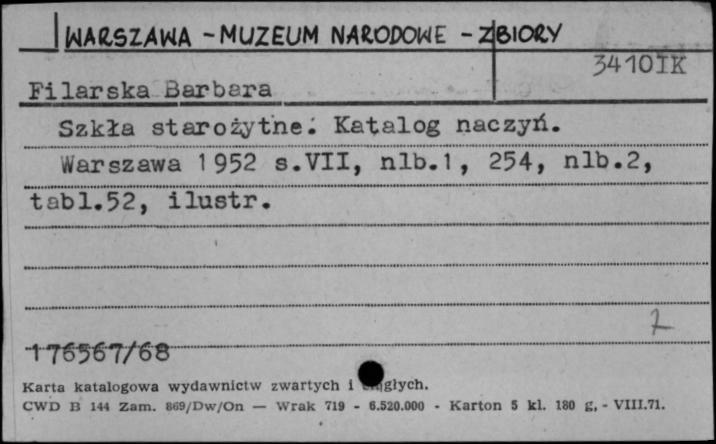 WARSZAWA - MUZEUM NARODOWE - ZBIORY
34101K
Filarska Barbara
Szkła starożytne. Katalog naczyń.
Warszawa 1952 s.VII, nlb.1, 254, nlb.2,
tabl.52, ilustr.
2
176567/68
Karta katalogowa wydawnictw zwartych i
CWD B 144 Zam. 869/Dw/On — Wrak 719 - 6.520.000 - Karton 5 kl. 180 g, - VIII.71.